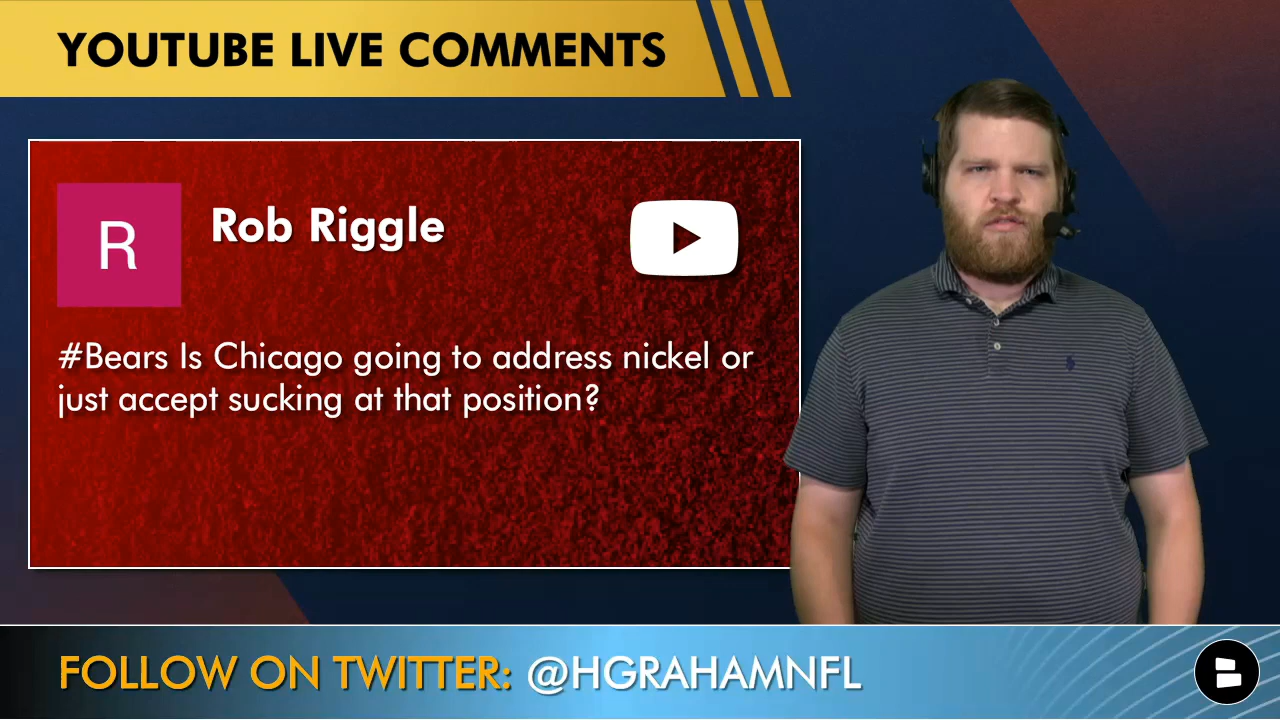 YOUTUBE LIVE COMMENTS
R
Rob Riggle
#Bears Is Chicago going to address nickel or
just accept sucking at that position?
FOLLOW ON TWITTER: @HGRAHAMNFL